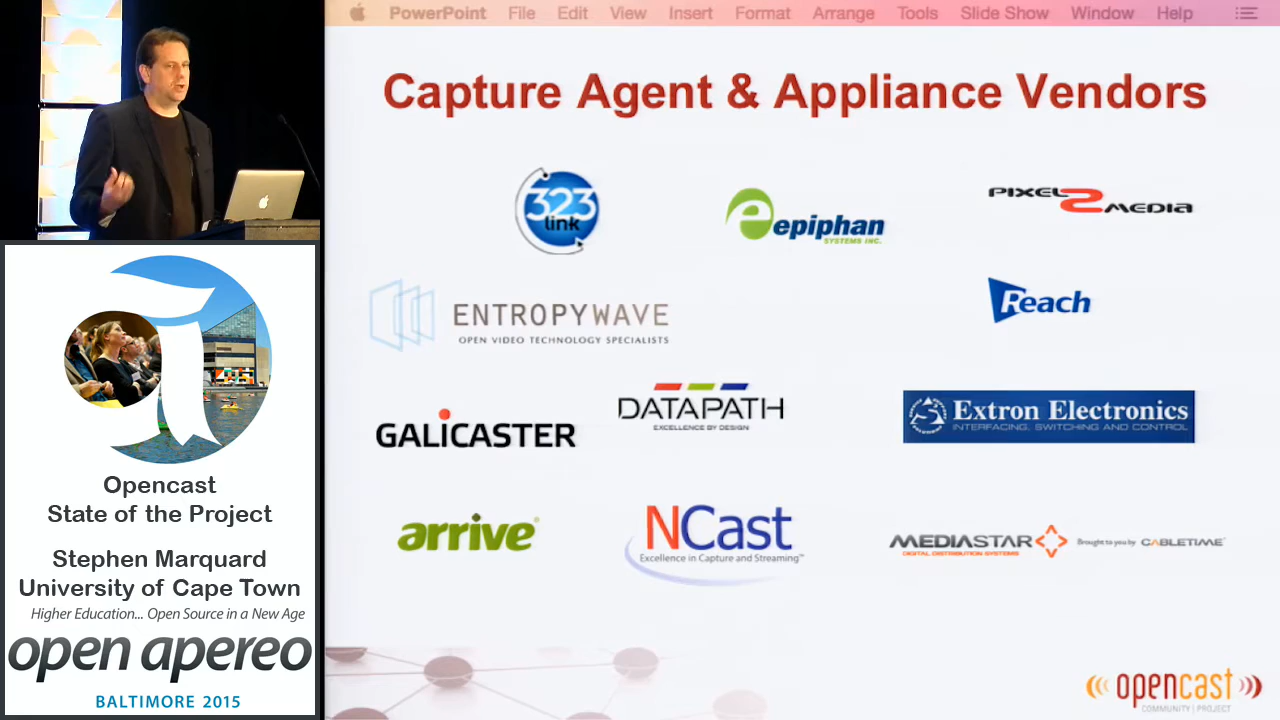 PowerPoint File Edit View Insert Format Arrange Tools Slide Show Window Help
Capture Agent & Appliance Vendors
323
link
epiphan
SYSTEMS INC.
PIXEL2MEDIA
ENTROPYWAVE
OPEN VIDEO TECHNOLOGY SPECIALISTS
Reach
GALICASTER
DATAPATH
EXCELLENCE BY DESIGN
Extron Electronics
INTERFACING, SWITCHING AND CONTROL
arrive®
NCast
Excellence in Capture and Streaming™
MEDIASTAR
DIGITAL DISTRIBUTION SYSTEMS
Brought to you by CABLETIME
opencast
COMMUNITY | PROJECT
Opencast
State of the Project
Stephen Marquard
University of Cape Town
Higher Education... Open Source in a New Age
open apereo
BALTIMORE 2015